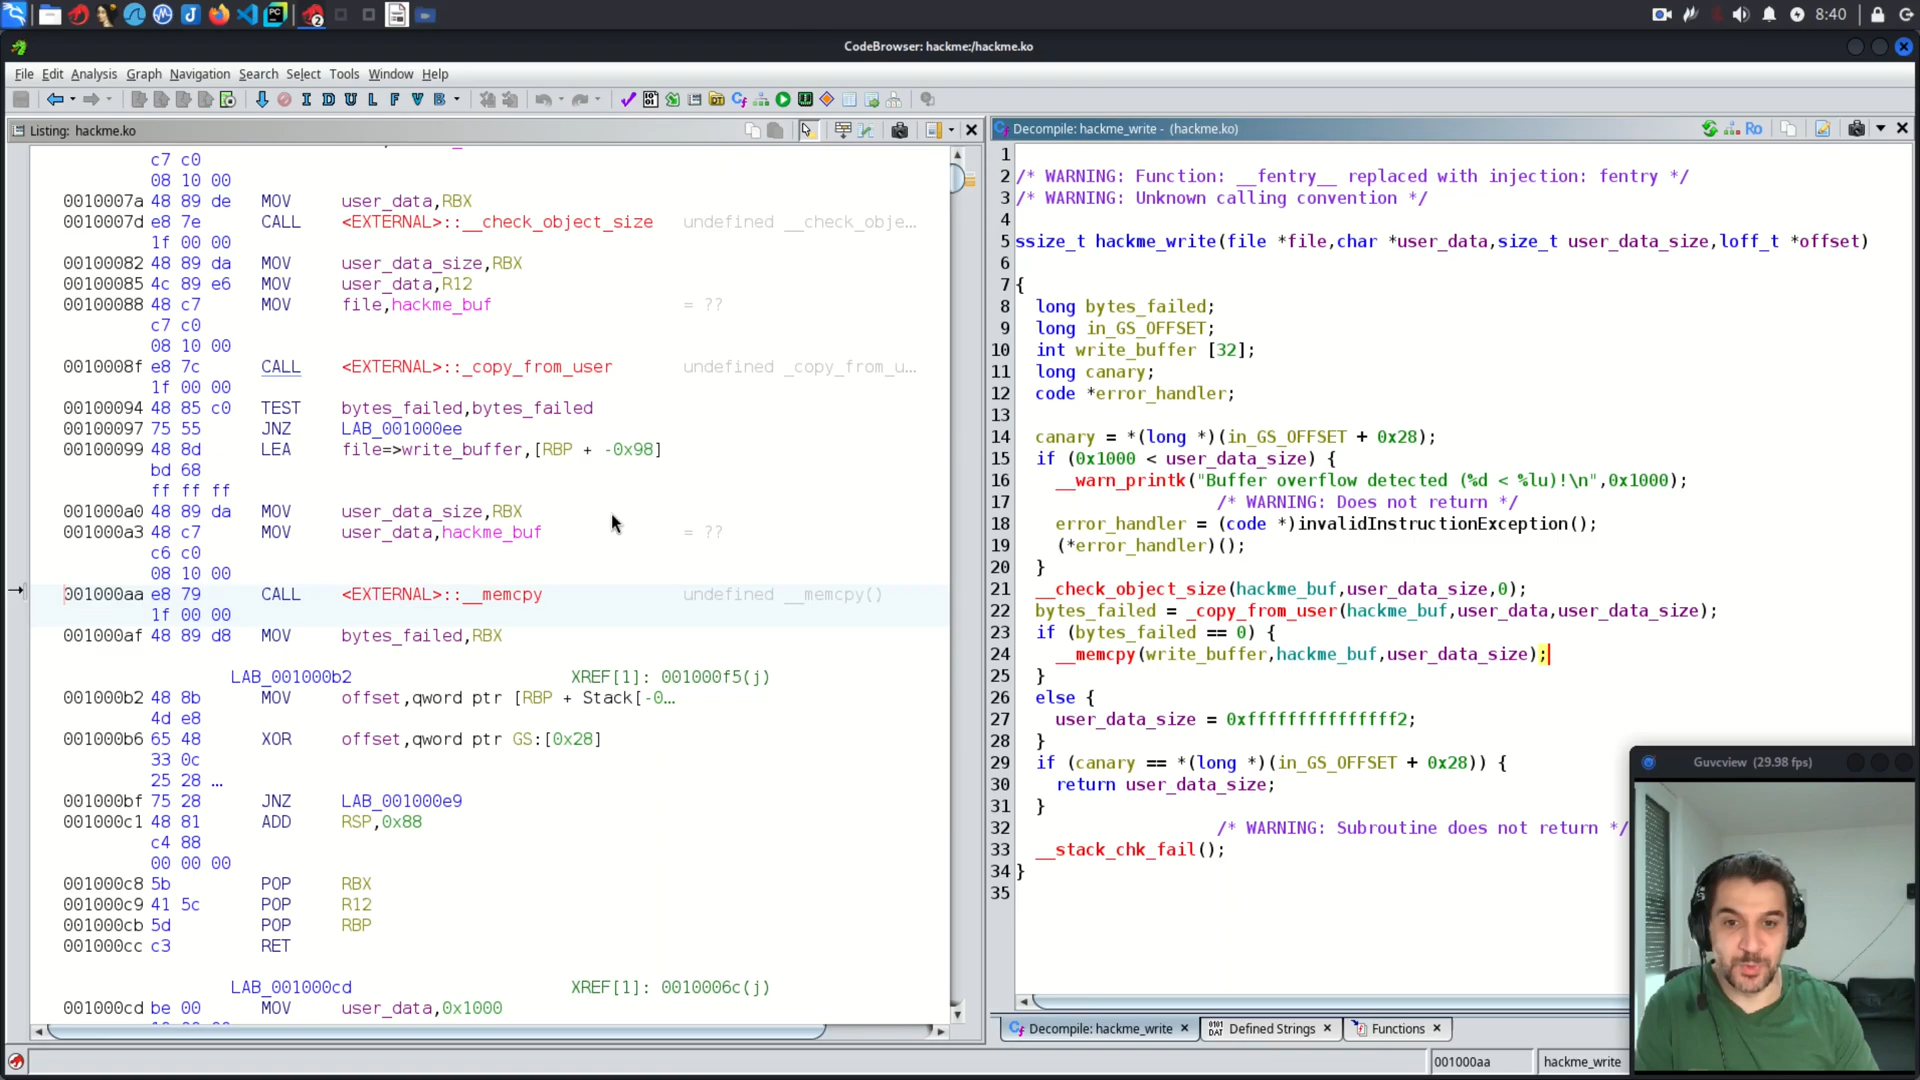 8:40
CodeBrowser: hackme:/hackme.ko
File Edit Analysis Graph Navigation Search Select Tools Window Help
I D U L F V B
Listing: hackme.ko
c7 c0
08 10 00
0010007a 48 89 de MOV user_data,RBX
0010007d e8 7e CALL <EXTERNAL>::__check_object_size undefined __check_obje...
1f 00 00
00100082 48 89 da MOV user_data_size,RBX
00100085 4c 89 e6 MOV user_data,R12
00100088 48 c7 MOV file,hackme_buf = ??
c7 c0
08 10 00
0010008f e8 7c CALL <EXTERNAL>::_copy_from_user undefined _copy_from_u...
1f 00 00
00100094 48 85 c0 TEST bytes_failed,bytes_failed
00100097 75 55 JNZ LAB_001000ee
00100099 48 8d LEA file=>write_buffer,[RBP + -0x98]
bd 68
ff ff ff
001000a0 48 89 da MOV user_data_size,RBX
001000a3 48 c7 MOV user_data,hackme_buf = ??
c6 c0
08 10 00
001000aa e8 79 CALL <EXTERNAL>::__memcpy undefined __memcpy()
1f 00 00
001000af 48 89 d8 MOV bytes_failed,RBX
LAB_001000b2 XREF[1]: 001000f5(j)
001000b2 48 8b MOV offset,qword ptr [RBP + Stack[-0...
4d e8
001000b6 65 48 XOR offset,qword ptr GS:[0x28]
33 0c
25 28 ...
001000bf 75 28 JNZ LAB_001000e9
001000c1 48 81 ADD RSP,0x88
c4 88
00 00 00
001000c8 5b POP RBX
001000c9 41 5c POP R12
001000cb 5d POP RBP
001000cc c3 RET
LAB_001000cd XREF[1]: 0010006c(j)
001000cd be 00 MOV user_data,0x1000
Decompile: hackme_write - (hackme.ko)
Ro
1
2 /* WARNING: Function: __fentry__ replaced with injection: fentry */
3 /* WARNING: Unknown calling convention */
4
5 ssize_t hackme_write(file *file,char *user_data,size_t user_data_size,loff_t *offset)
6
7 {
8 long bytes_failed;
9 long in_GS_OFFSET;
10 int write_buffer [32];
11 long canary;
12 code *error_handler;
13
14 canary = *(long *)(in_GS_OFFSET + 0x28);
15 if (0x1000 < user_data_size) {
16 __warn_printk("Buffer overflow detected (%d < %lu)!\n",0x1000);
17 /* WARNING: Does not return */
18 error_handler = (code *)invalidInstructionException();
19 (*error_handler)();
20 }
21 __check_object_size(hackme_buf,user_data_size,0);
22 bytes_failed = _copy_from_user(hackme_buf,user_data,user_data_size);
23 if (bytes_failed == 0) {
24 __memcpy(write_buffer,hackme_buf,user_data_size);
25 }
26 else {
27 user_data_size = 0xfffffffffffffff2;
28 }
29 if (canary == *(long *)(in_GS_OFFSET + 0x28)) {
30 return user_data_size;
31 }
32 /* WARNING: Subroutine does not return */
33 __stack_chk_fail();
34 }
35
Guvcview (29.98 fps)
Decompile: hackme_write Defined Strings Functions
001000aa hackme_write